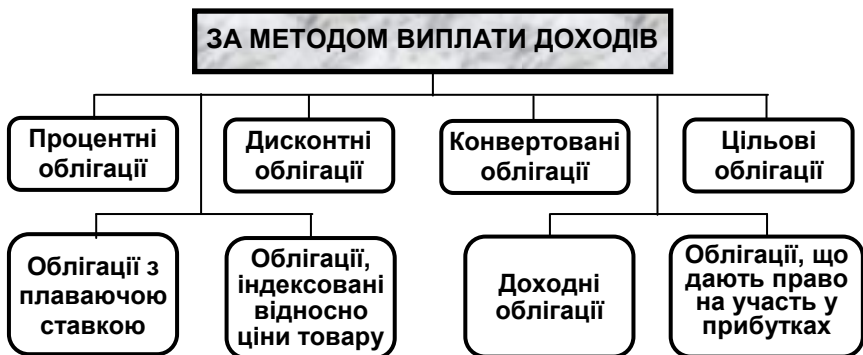 ЗА МЕТОДОМ ВИПЛАТИ ДОХОДІВ
Процентні
облігації
Дисконтні
облігації
Конвертовані
облігації
Цільові
облігації
Облігації з
плаваючою
ставкою
Облігації,
індексовані
відносно
ціни товару
Доходні
облігації
Облігації, що
дають право
на участь у
прибутках